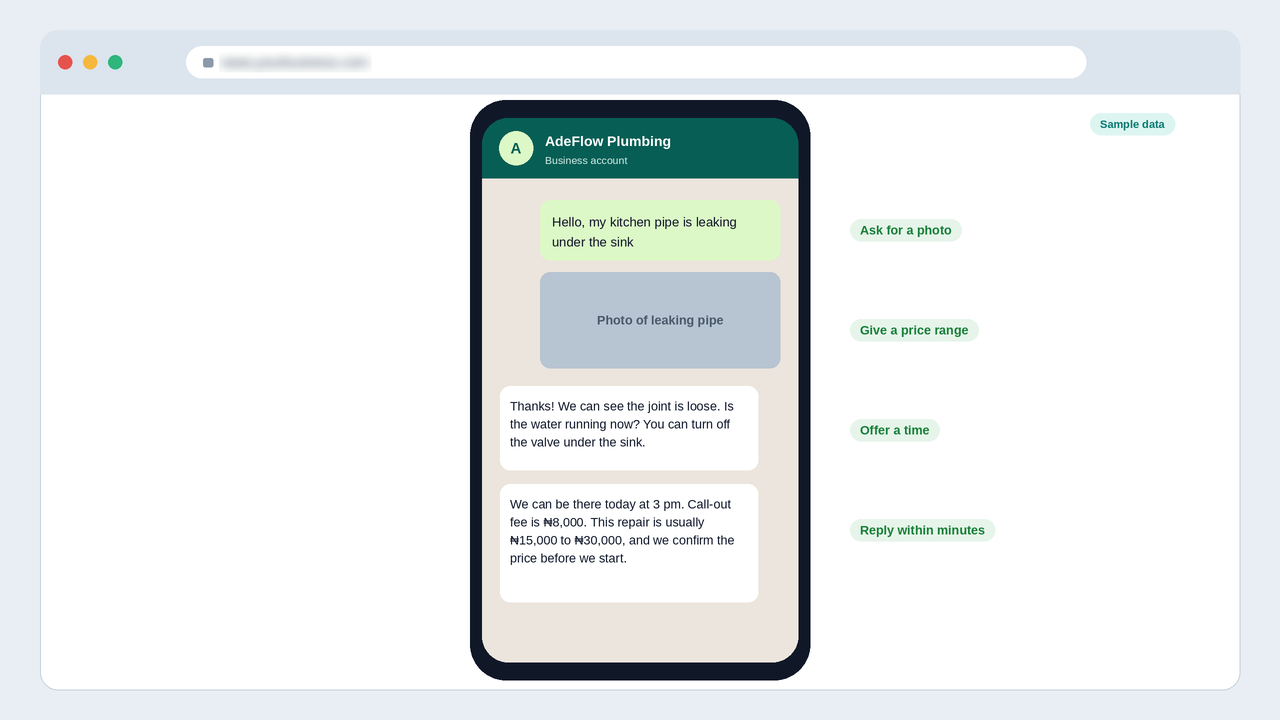 Sample data
A
AdeFlow Plumbing
Business account
Hello, my kitchen pipe is leaking
under the sink
Photo of leaking pipe
Thanks! We can see the joint is loose. Is
the water running now? You can turn off
the valve under the sink.
We can be there today at 3 pm. Call-out
fee is ₦8,000. This repair is usually
₦15,000 to ₦30,000, and we confirm the
price before we start.
Ask for a photo
Give a price range
Offer a time
Reply within minutes